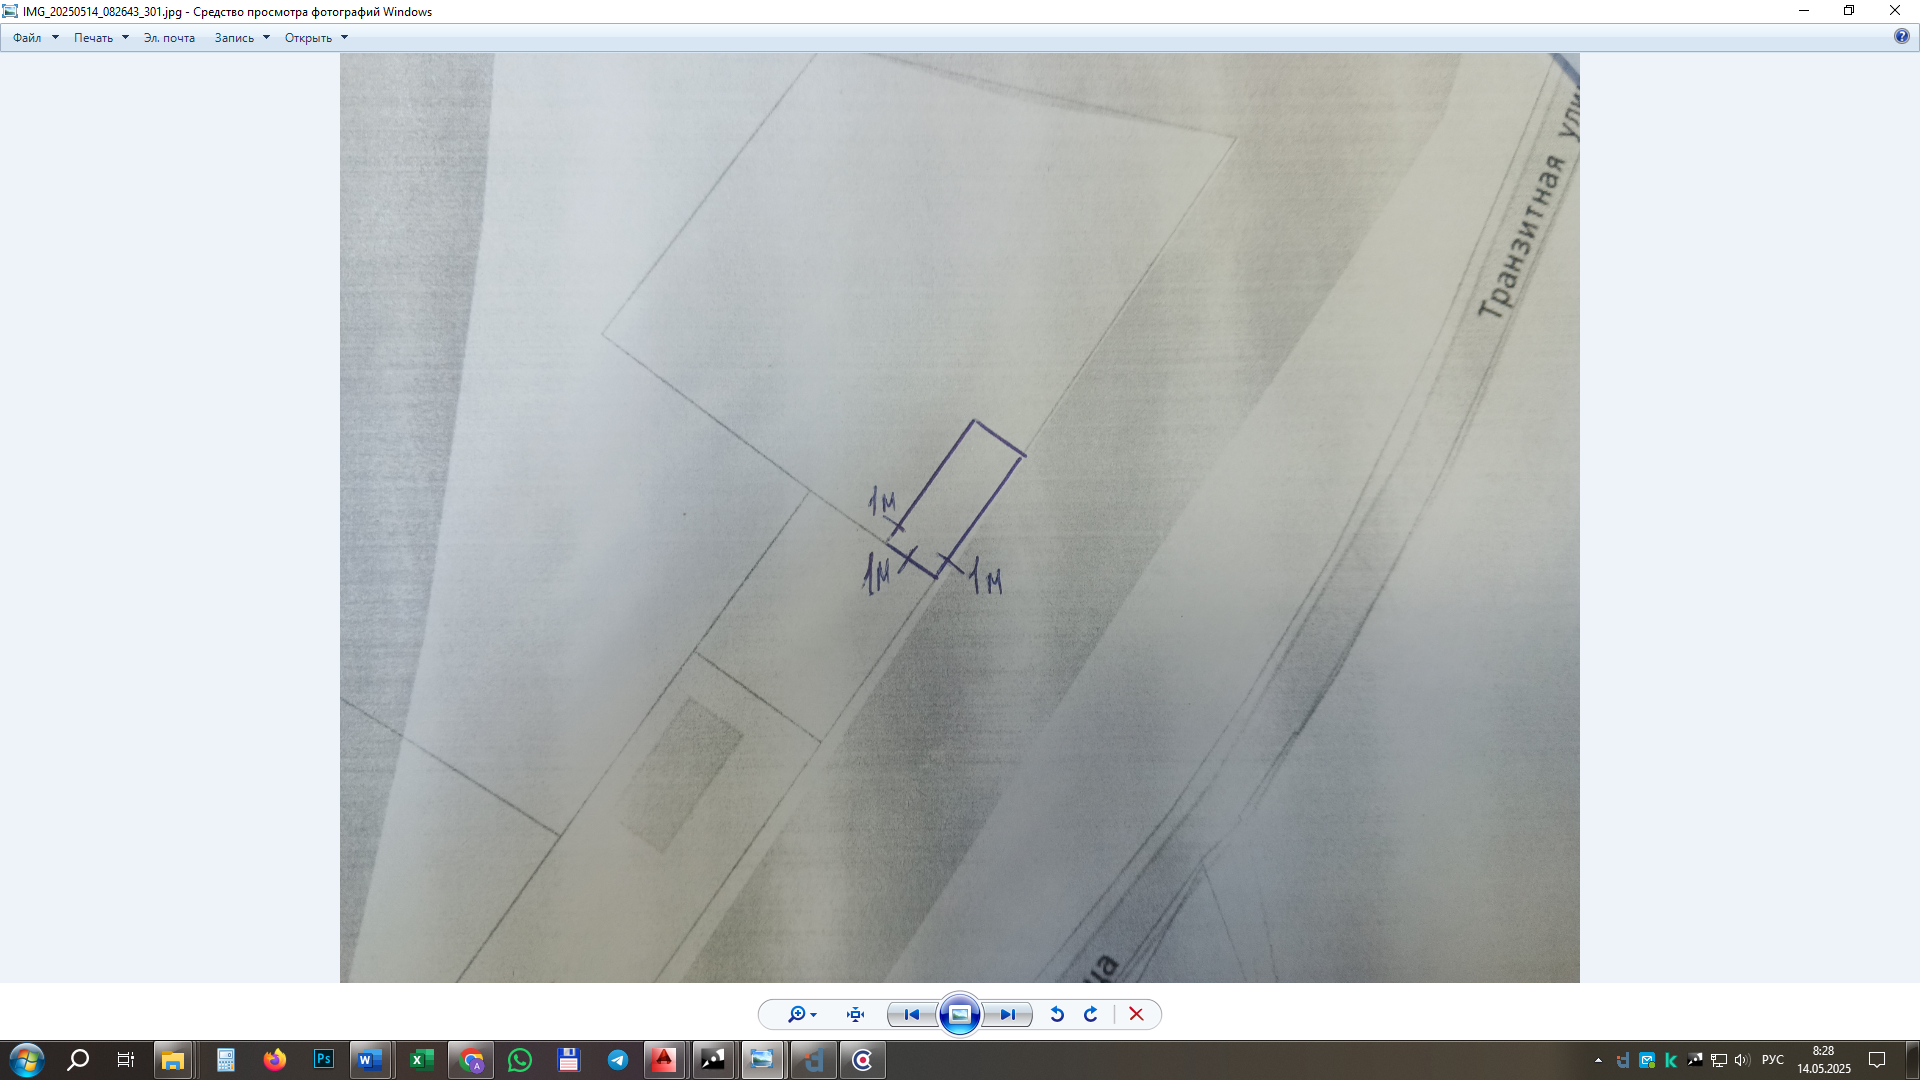 IMG_20250514_082643_301.jpg - Средство просмотра фотографий Windows
Файл Печать Эл. почта Запись Открыть
Транзитная ули
1м
1м
1м
ца
РУС
8:28
14.05.2025